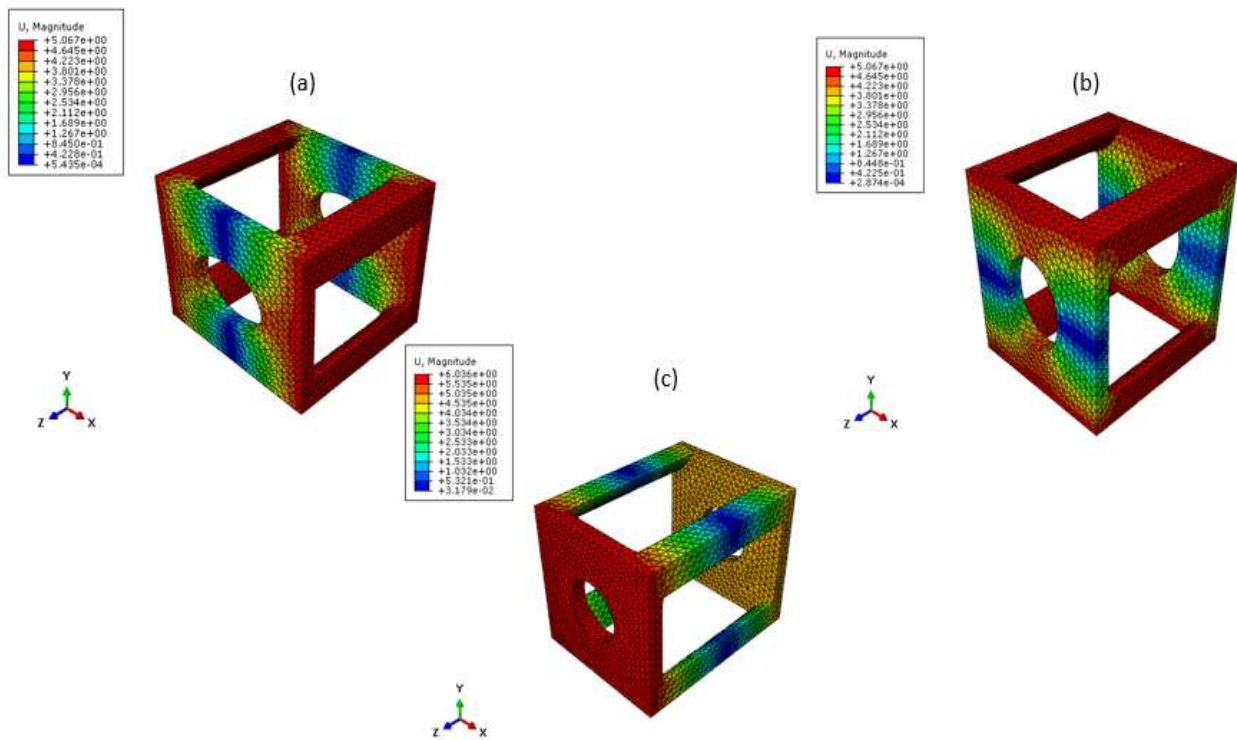 U, Magnitude
+5.067e+00
+4.645e+00
+4.223e+00
+3.801e+00
+3.378e+00
+2.956e+00
+2.534e+00
+2.112e+00
+1.689e+00
+1.267e+00
+8.450e-01
+4.228e-01
+5.435e-04
(a)
Y
Z
X
U, Magnitude
+5.067e+00
+4.645e+00
+4.223e+00
+3.801e+00
+3.378e+00
+2.956e+00
+2.534e+00
+2.112e+00
+1.689e+00
+1.267e+00
+0.448e-01
+4.225e-01
+2.874e-04
(b)
Y
Z
X
U, Magnitude
+6.036e+00
+5.535e+00
+5.035e+00
+4.535e+00
+4.034e+00
+3.534e+00
+3.034e+00
+2.533e+00
+2.033e+00
+1.533e+00
+1.032e+00
+5.321e-01
+3.179e-02
(c)
Y
Z
X